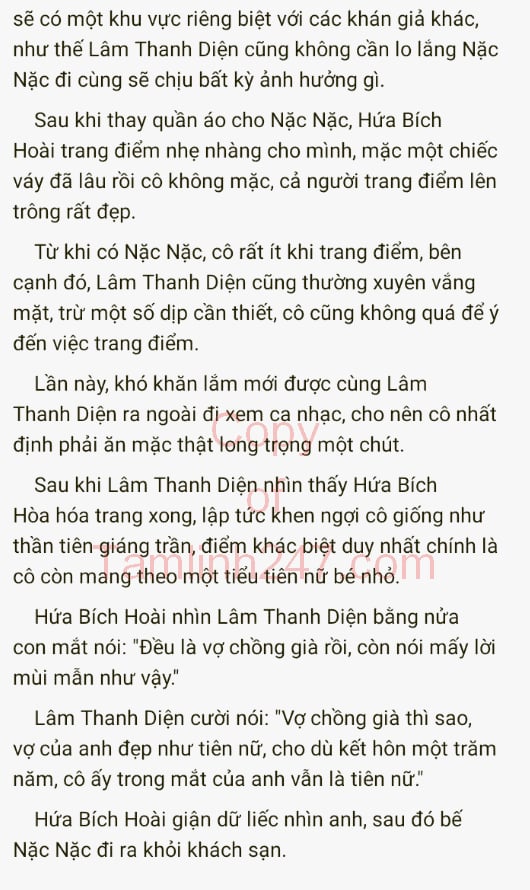 sẽ có một khu vực riêng biệt với các khán giả khác,
như thế Lâm Thanh Diện cũng không cần lo lắng Nặc
Nặc đi cùng sẽ chịu bất kỳ ảnh hưởng gì.
Sau khi thay quần áo cho Nặc Nặc, Hứa Bích
Hoài trang điểm nhẹ nhàng cho mình, mặc một chiếc
váy đã lâu rồi cô không mặc, cả người trang điểm lên
trông rất đẹp.
Từ khi có Nặc Nặc, cô rất ít khi trang điểm, bên
cạnh đó, Lâm Thanh Diện cũng thường xuyên vắng
mặt, trừ một số dịp cần thiết, cô cũng không quá để ý
đến việc trang điểm.
Lần này, khó khăn lắm mới được cùng Lâm
Thanh Diện ra ngoài đi xem ca nhạc, cho nên cô nhất
định phải ăn mặc thật long trọng một chút.
Sau khi Lâm Thanh Diện nhìn thấy Hứa Bích
Hòa hóa trang xong, lập tức khen ngợi cô giống như
thần tiên giáng trần, điểm khác biệt duy nhất chính là
cô còn mang theo một tiểu tiên nữ bé nhỏ.
Hứa Bích Hoài nhìn Lâm Thanh Diện bằng nửa
con mắt nói: "Đều là vợ chồng già rồi, còn nói mấy lời
mùi mẫn như vậy."
Lâm Thanh Diện cười nói: "Vợ chồng già thì sao,
vợ của anh đẹp như tiên nữ, cho dù kết hôn một trăm
năm, cô ấy trong mắt của anh vẫn là tiên nữ."
Hứa Bích Hoài giận dữ liếc nhìn anh, sau đó bế
Nặc Nặc đi ra khỏi khách sạn.
Copy
of
Tamlinh247.com